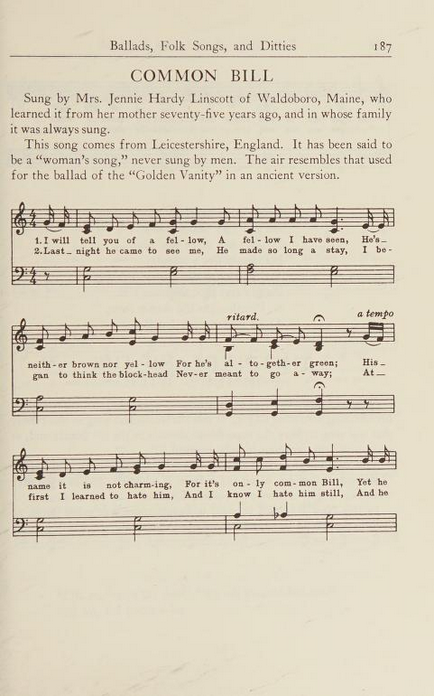 Ballads, Folk Songs, and Ditties 187
COMMON BILL
Sung by Mrs. Jennie Hardy Linscott of Waldoboro, Maine, who
learned it from her mother seventy-five years ago, and in whose family
it was always sung.
This song comes from Leicestershire, England. It has been said to
be a “woman's song,” never sung by men. The air resembles that used
for the ballad of the “Golden Vanity” in an ancient version.
1. I will tell you of a fel-low, A fel-low I have seen, He's
2. Last night he came to see me, He made so long a stay, I be-
ritard. a tempo
neith-er brown nor yel-low For he's al-to-geth-er green; His
gan to think the block-head Nev-er meant to go a-way; At
name it is not charm-ing, For it's on-ly com-mon Bill, Yet he
first I learned to hate him, And I know I hate him still, And he